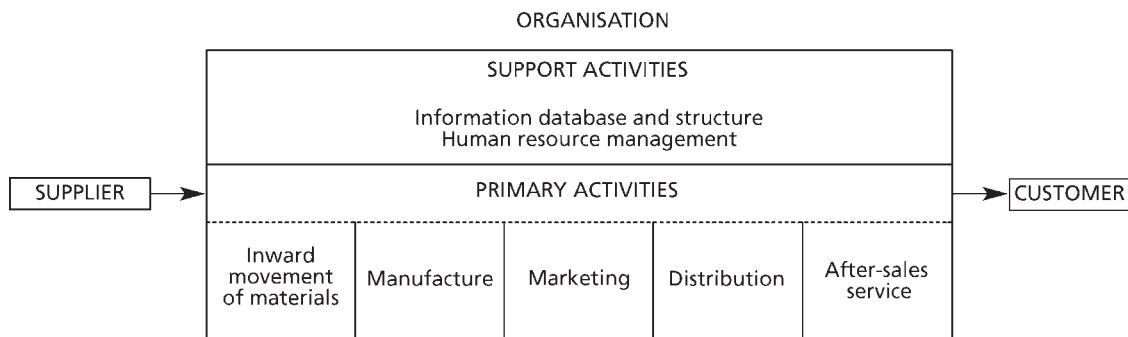 ORGANISATION
SUPPORT ACTIVITIES
Information database and structure
Human resource management
SUPPLIER
PRIMARY ACTIVITIES
CUSTOMER
Inward
movement
of materials
Manufacture
Marketing
Distribution
After-sales
service